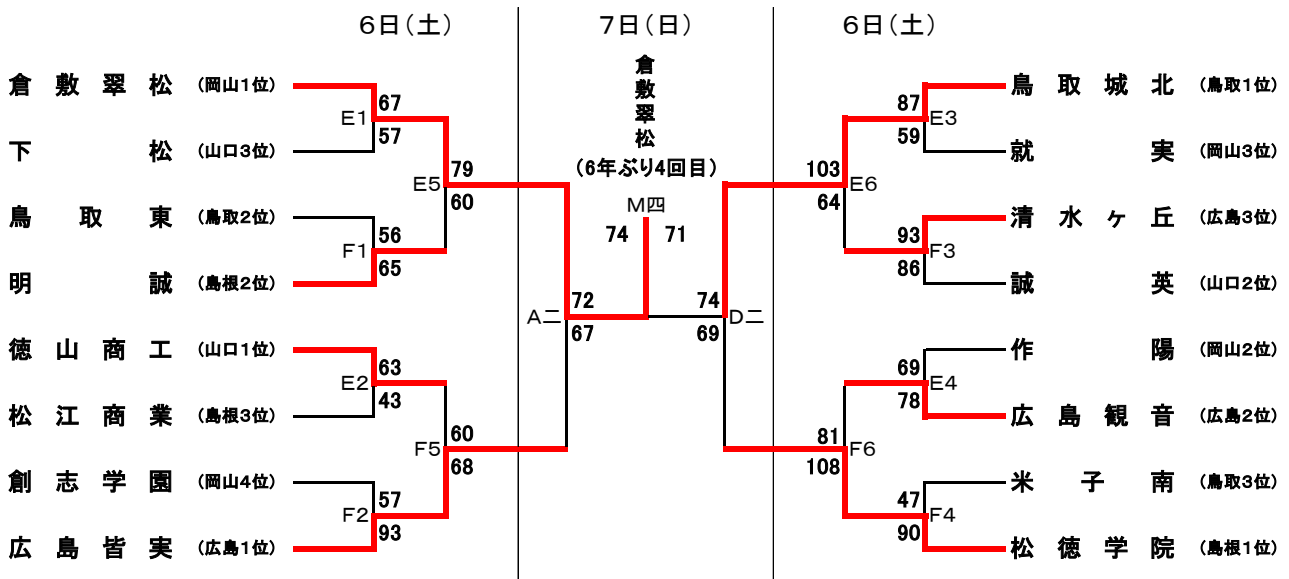 6日(土)
7日(日)
6日(土)
倉敷翠松 (岡山1位)
下松 (山口3位)
鳥取東 (鳥取2位)
明誠 (島根2位)
徳山商工 (山口1位)
松江商業 (島根3位)
創志学園 (岡山4位)
広島皆実 (広島1位)
E1 67
57
F1 56
65
E2 63
43
F2 57
93
E5 79
60
F5 60
68
A二 72
67
倉敷翠松
(6年ぶり4回目)
M四
74 71
74 D二
69
103 E6
64
81 F6
108
87 E3
59
93 F3
86
69 E4
78
47 F4
90
鳥取城北 (鳥取1位)
就実 (岡山3位)
清水ヶ丘 (広島3位)
誠英 (山口2位)
作陽 (岡山2位)
広島観音 (広島2位)
米子南 (鳥取3位)
松徳学院 (島根1位)